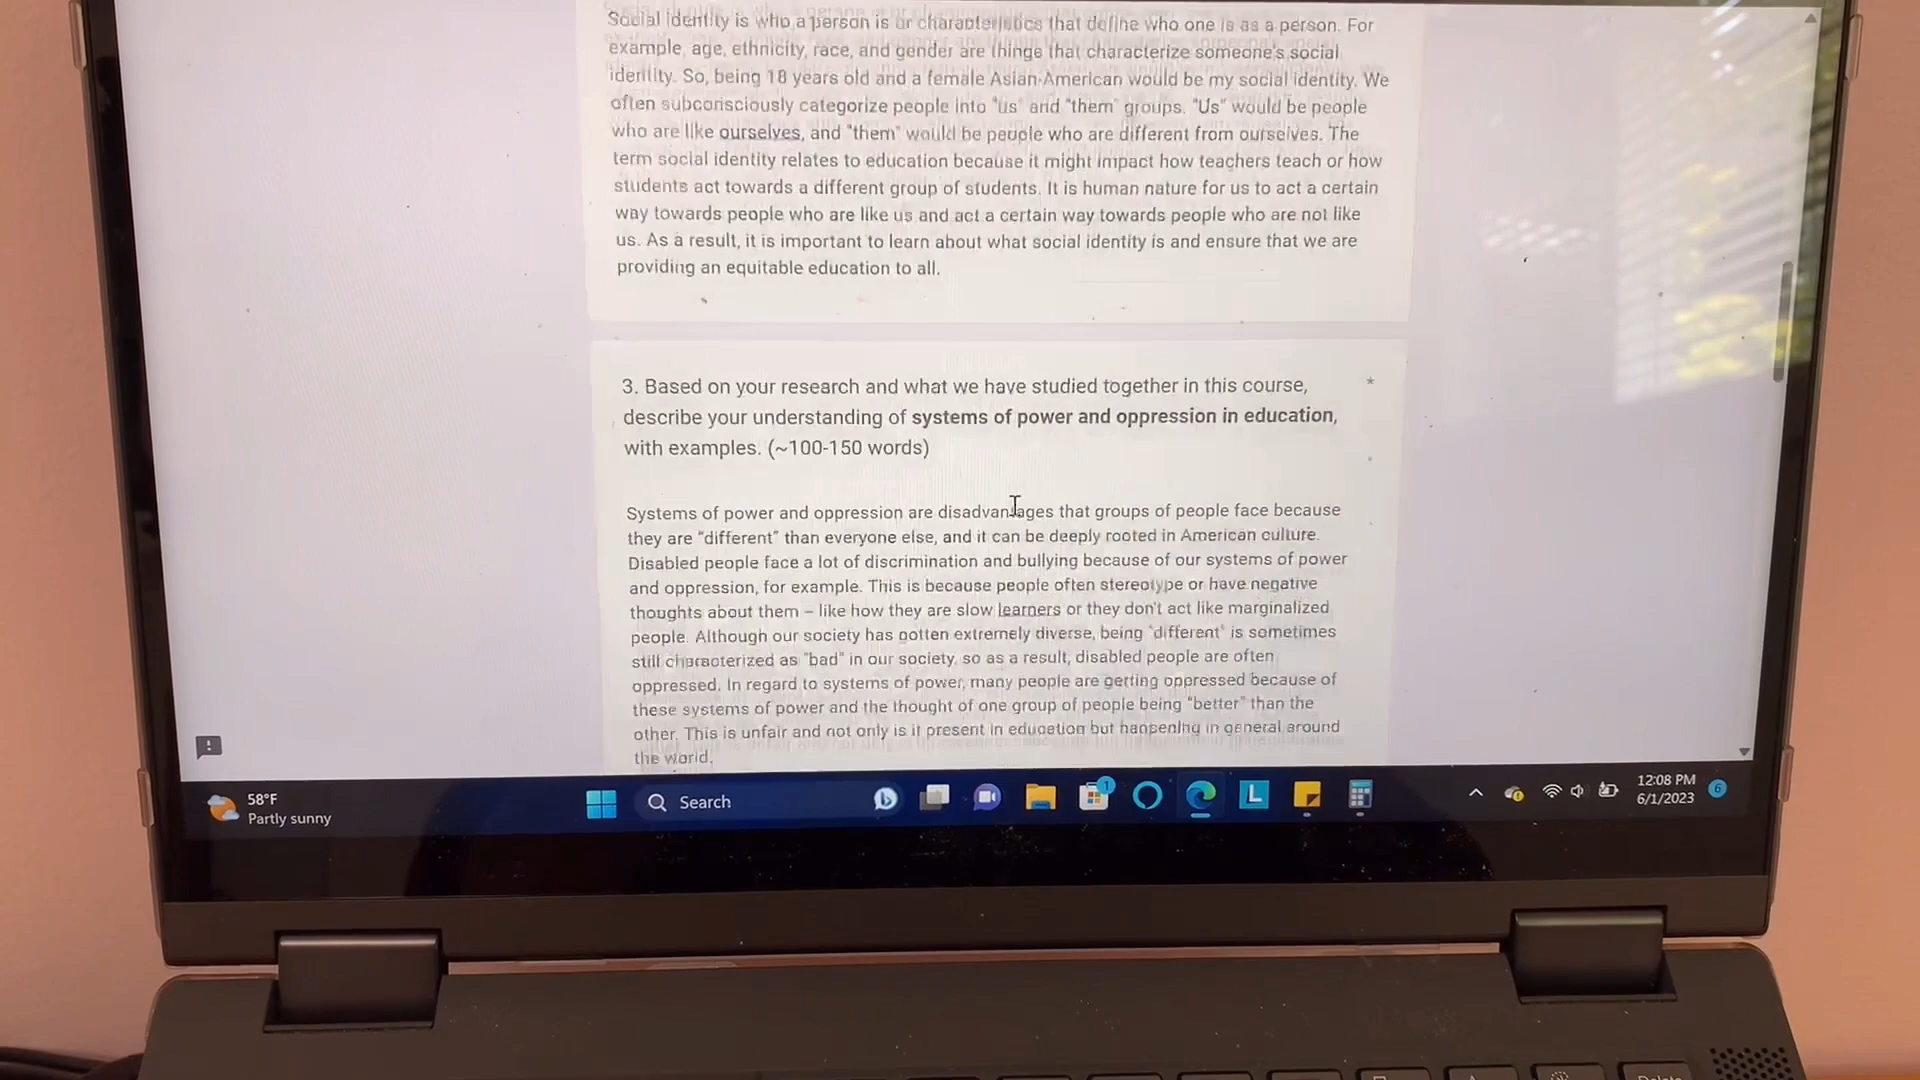 Social identity is who a person is or characteristics that define who one is as a person. For
example, age, ethnicity, race, and gender are things that characterize someone's social
identity. So, being 18 years old and a female Asian-American would be my social identity. We
often subconsciously categorize people into "us" and "them" groups. "Us" would be people
who are like ourselves, and "them" would be people who are different from ourselves. The
term social identity relates to education because it might impact how teachers teach or how
students act towards a different group of students. It is human nature for us to act a certain
way towards people who are like us and act a certain way towards people who are not like
us. As a result, it is important to learn about what social identity is and ensure that we are
providing an equitable education to all.
3. Based on your research and what we have studied together in this course, *
describe your understanding of systems of power and oppression in education,
with examples. (~100-150 words)
Systems of power and oppression are disadvantages that groups of people face because
they are "different" than everyone else, and it can be deeply rooted in American culture.
Disabled people face a lot of discrimination and bullying because of our systems of power
and oppression, for example. This is because people often stereotype or have negative
thoughts about them – like how they are slow learners or they don't act like marginalized
people. Although our society has gotten extremely diverse, being "different" is sometimes
still characterized as "bad" in our society, so as a result, disabled people are often
oppressed. In regard to systems of power, many people are getting oppressed because of
these systems of power and the thought of one group of people being "better" than the
other. This is unfair and not only is it present in education but happening in general around
the world.
58°F
Partly sunny
Search
1
L
12:08 PM
6/1/2023
6